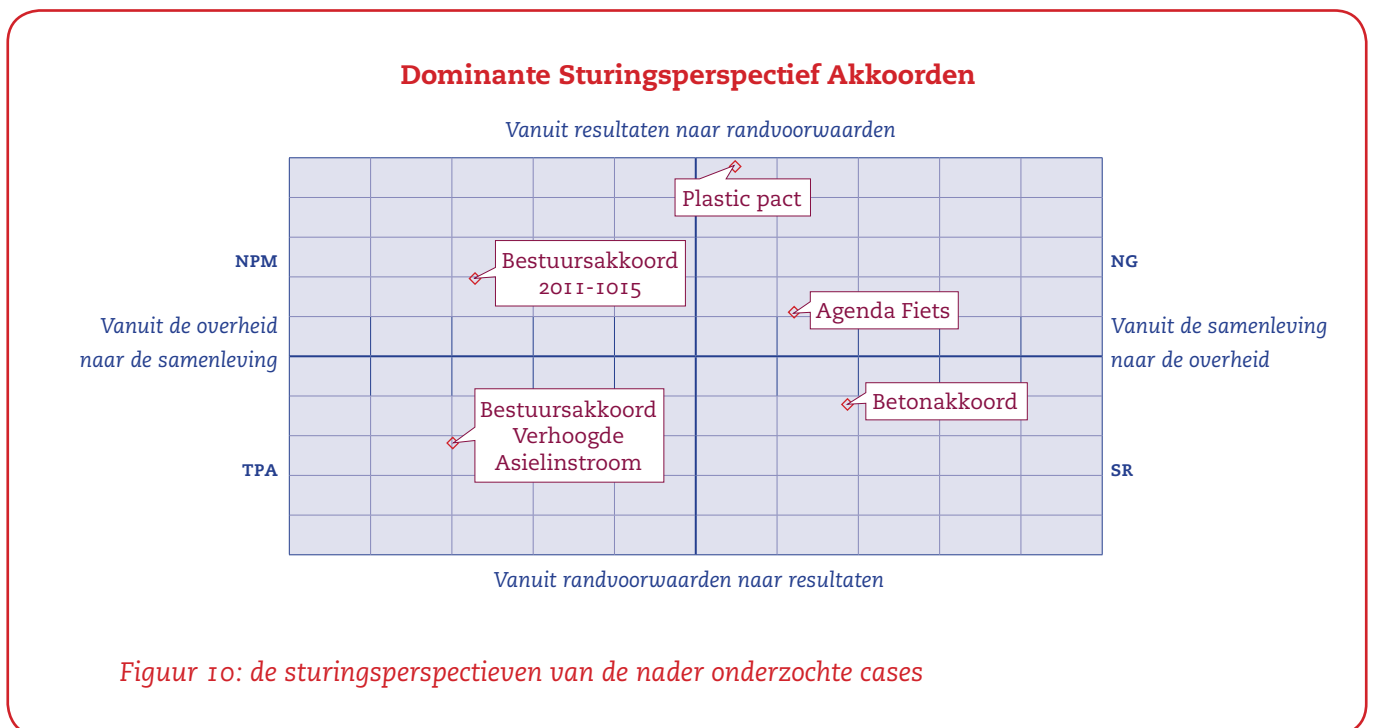 Dominante Sturingsperspectief Akkoorden
Vanuit resultaten naar randvoorwaarden
Plastic pact
NPM
Bestuursakkoord
2011-1015
NG
Agenda Fiets
Vanuit de overheid
naar de samenleving
Vanuit de samenleving
naar de overheid
Betonakkoord
Bestuursakkoord
Verhoogde
Asielinstroom
TPA
SR
Vanuit randvoorwaarden naar resultaten
Figuur 10: de sturingsperspectieven van de nader onderzochte cases